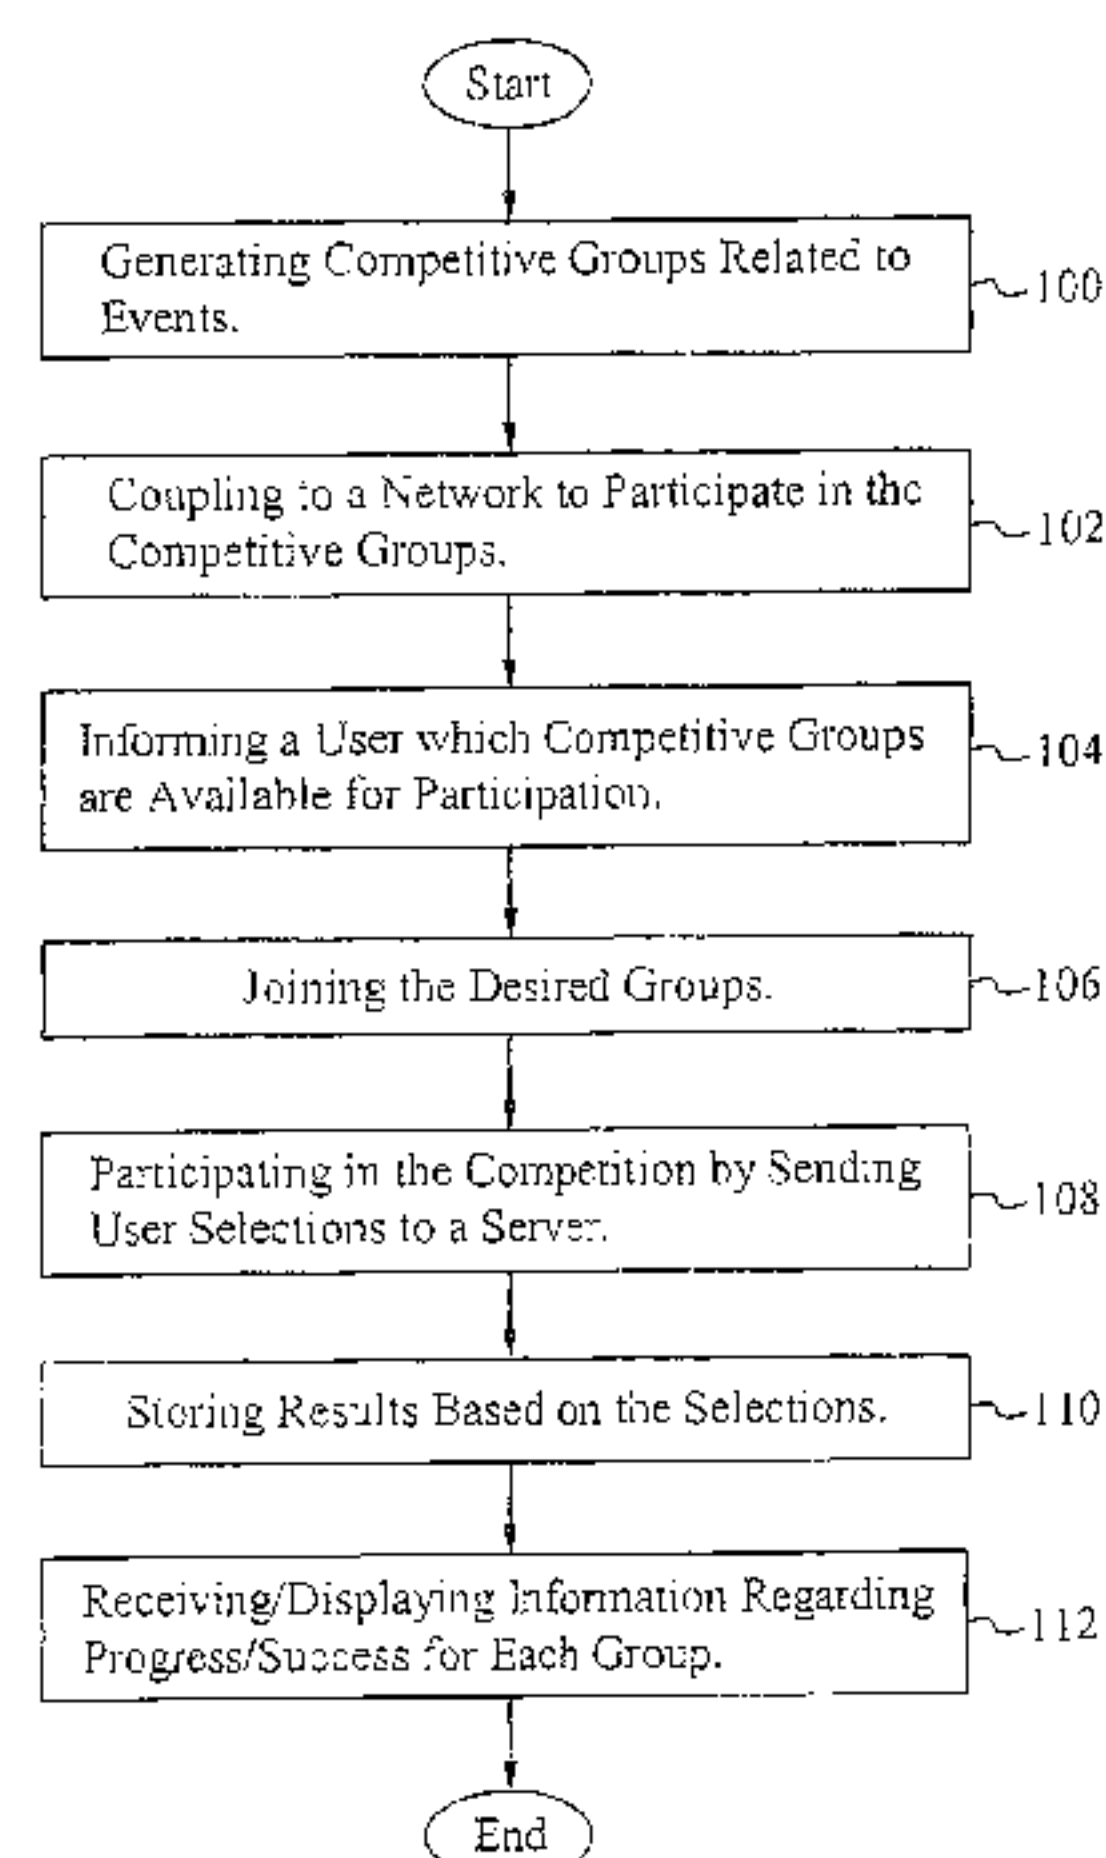 Start
Generating Competitive Groups Related to
Events.
100
Coupling to a Network to Participate in the
Competitive Groups.
102
Informing a User which Competitive Groups
are Available for Participation.
104
Joining the Desired Groups.
106
Participating in the Competition by Sending
User Selections to a Server.
108
Storing Results Based on the Selections.
110
Receiving/Displaying Information Regarding
Progress/Success for Each Group.
112
End